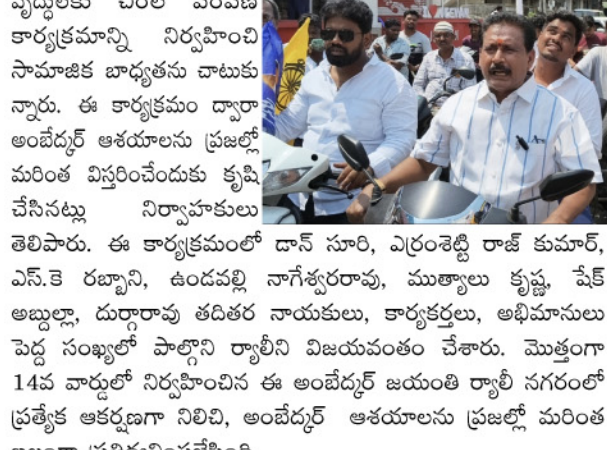 వృద్ధులకు చీరల పంపిణీ
కార్యక్రమాన్ని నిర్వహించి
సామాజిక బాధ్యతను చాటుకు
న్నారు. ఈ కార్యక్రమం ద్వారా
అంబేద్కర్ ఆశయాలను ప్రజల్లో
మరింత విస్తరించేందుకు కృషి
చేసినట్లు నిర్వాహకులు
తెలిపారు. ఈ కార్యక్రమంలో డాన్ సూరి, ఎర్రంశెట్టి రాజ్ కుమార్,
ఎస్.కె రబ్బాని, ఉండవల్లి నాగేశ్వరరావు, ముత్యాలు కృష్ణ, షేక్
అబ్దుల్లా, దుర్గారావు తదితర నాయకులు, కార్యకర్తలు, అభిమానులు
పెద్ద సంఖ్యలో పాల్గొని ర్యాలీని విజయవంతం చేశారు. మొత్తంగా
14వ వార్డులో నిర్వహించిన ఈ అంబేద్కర్ జయంతి ర్యాలీ నగరంలో
ప్రత్యేక ఆకర్షణగా నిలిచి, అంబేద్కర్ ఆశయాలను ప్రజల్లో మరింత